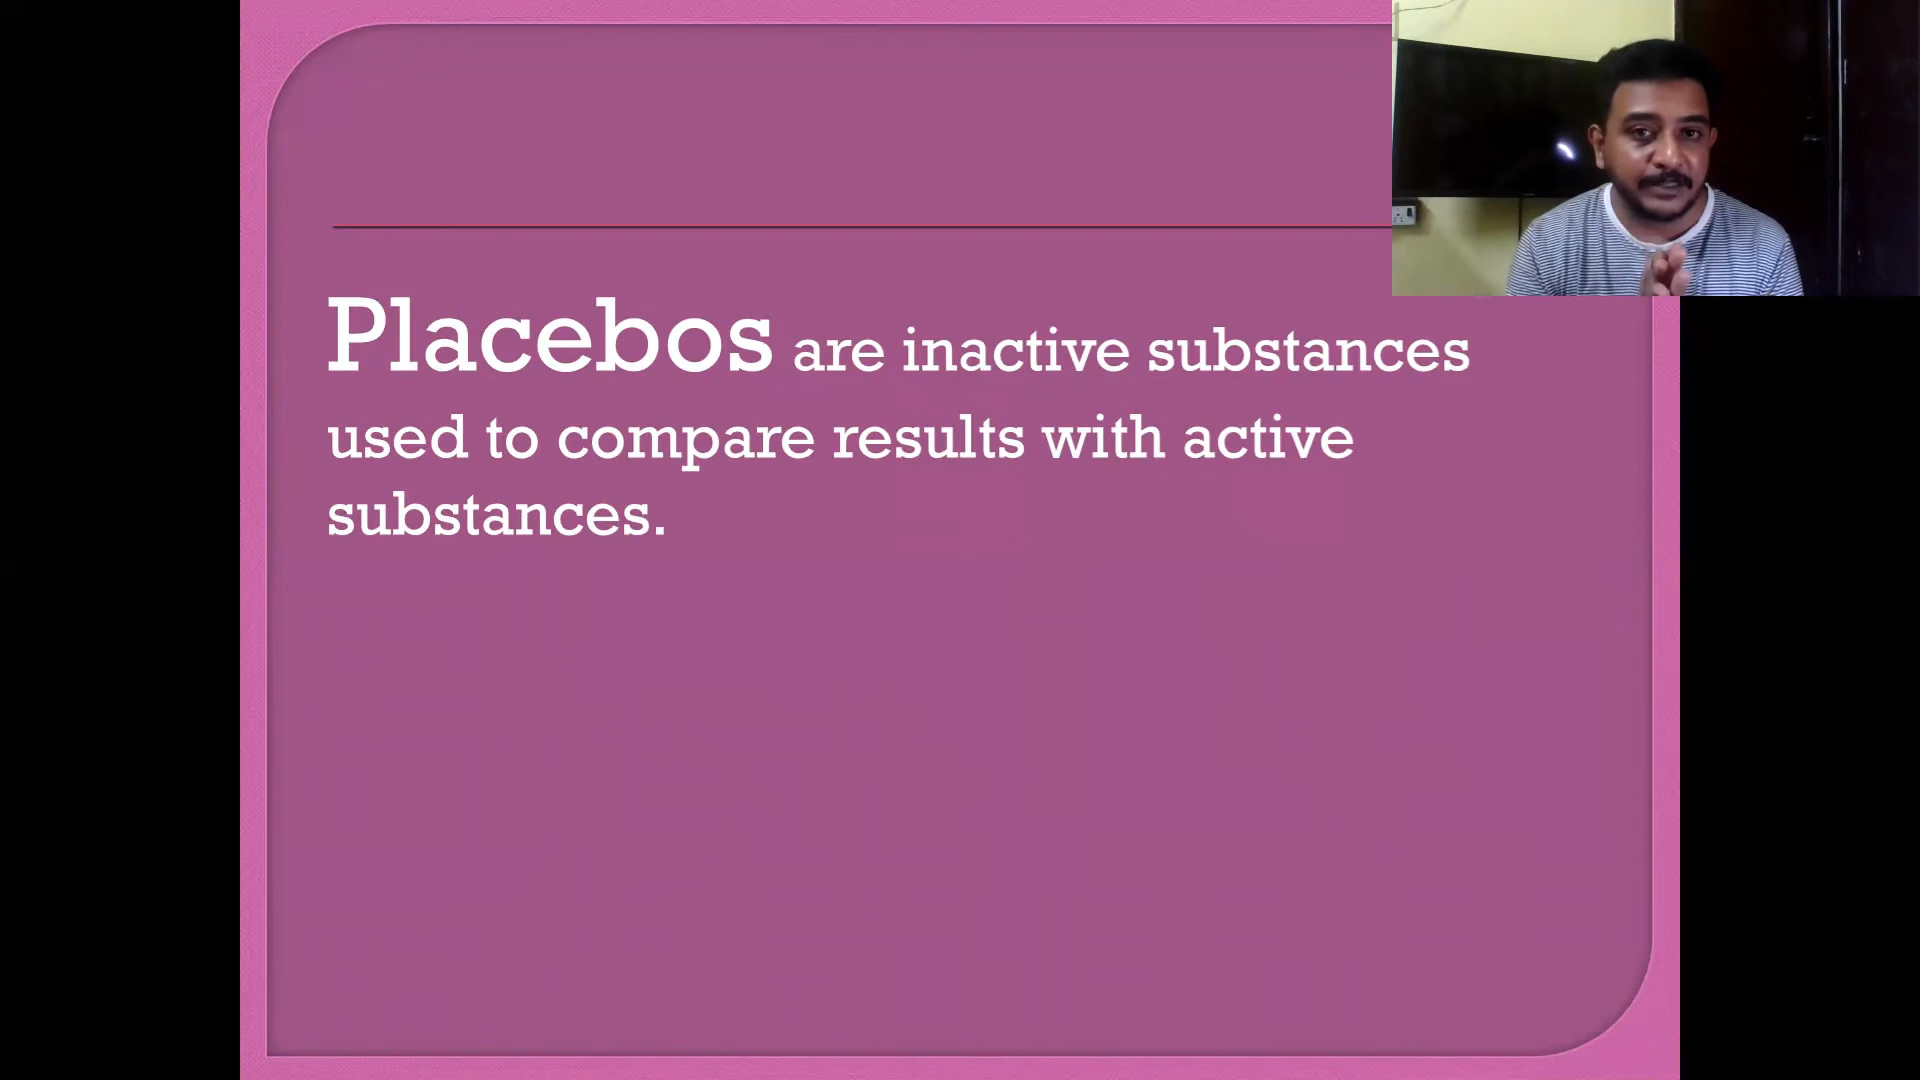 Placebos are inactive substances
used to compare results with active
substances.